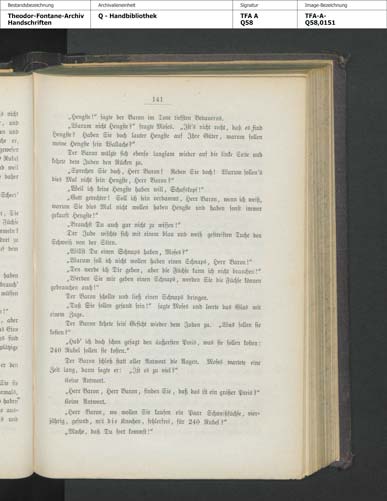 Bestandsbezeichnung
Archivalieneinheit
Signatur
Image-Bezeichnung
Theodor-Fontane-Archiv
Handschriften
Q - Handbibliothek
TFA A
Q58
TFA-A-
Q58,0151
141
„Hengste!“ sagte der Baron im Tone tiefsten Bedauerns.
„Warum nicht Hengste?“ fragte Moses. „Ist's nicht recht, daß es sind
Hengste? Haben Sie doch lauter Hengste auf Ihre Güter, warum sollen
meine Hengste sein Wallache?“
Der Baron wälzte sich ebenso langsam wieder auf die linke Seite und
kehrte dem Juden den Rücken zu.
„Sprechen Sie doch, Herr Baron! Reden Sie doch! Warum sollen's
dies Mal nicht sein Hengste, Herr Baron?“
„Weil ich keine Hengste haben will, Schafskopf!“
„Gott gerechter! Soll ich sein verdammt, Herr Baron, wenn ich weiß,
warum Sie dies Mal nicht wollen haben Hengste und haben sonst immer
gekauft Hengste!“
„Brauchst Du auch gar nicht zu wissen!“
Der Jude wischte sich mit einem blau und weiß gestreiften Tuche den
Schweiß von der Stirn.
„Willst Du einen Schnaps haben, Moses?“
„Warum soll ich nicht wollen haben einen Schnaps, Herr Baron!“
„Den werde ich Dir geben, aber die Füchse kann ich nicht brauchen!“
„Werden Sie mir geben einen Schnaps, werden Sie die Füchse können
gebrauchen auch!“
Der Baron schellte und ließ einen Schnaps bringen.
„Daß Sie sollen gesund sein!“ sagte Moses und leerte das Glas mit
einem Zuge.
Der Baron kehrte sein Gesicht wieder dem Juden zu. „Was sollen sie
kosten?“
„Hab' ich doch schon gesagt den äußersten Preis, was sie sollen kosten:
240 Rubel sollen sie kosten.“
Der Baron schloß statt aller Antwort die Augen. Moses wartete eine
Zeit lang, dann sagte er: „Ist es zu viel?“
Keine Antwort.
„Herr Baron, Herr Baron, finden Sie, daß das ist ein großer Preis?“
Keine Antwort.
„Herr Baron, wo wollen Sie kaufen ein Paar Schweißfüchse, vier-
jährig, gesund, mit die Knochen, fehlerfrei, für 240 Rubel?“
„Mache, daß Du fort kommst!“